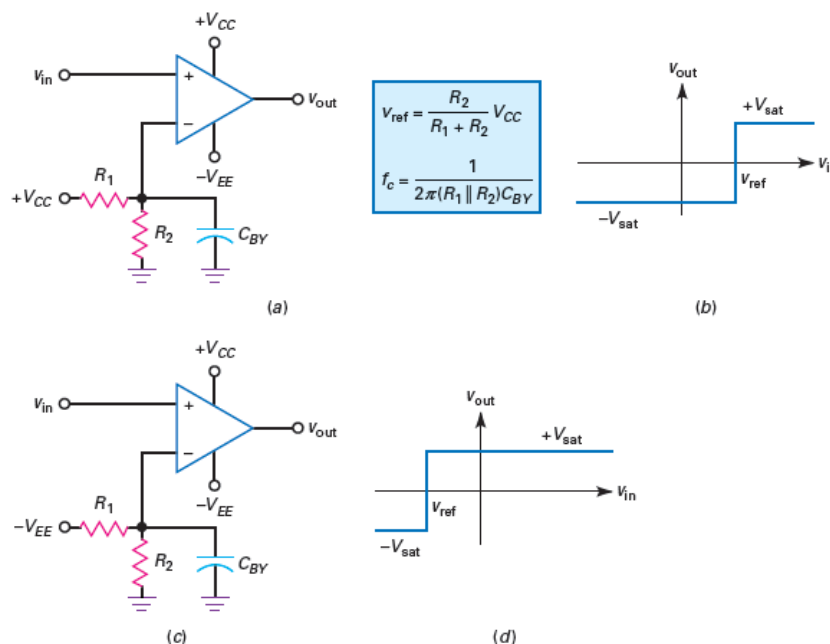 +V_CC
v_in
+
−
v_out
−V_EE
+V_CC
R_1
R_2
C_BY
(a)
v_ref = R_2 / (R_1 + R_2) V_CC
f_c = 1 / (2π(R_1 ∥ R_2)C_BY)
v_out
+V_sat
v_i
v_ref
−V_sat
(b)
+V_CC
v_in
+
−
v_out
−V_EE
−V_EE
R_1
R_2
C_BY
(c)
v_out
+V_sat
v_in
v_ref
−V_sat
(d)